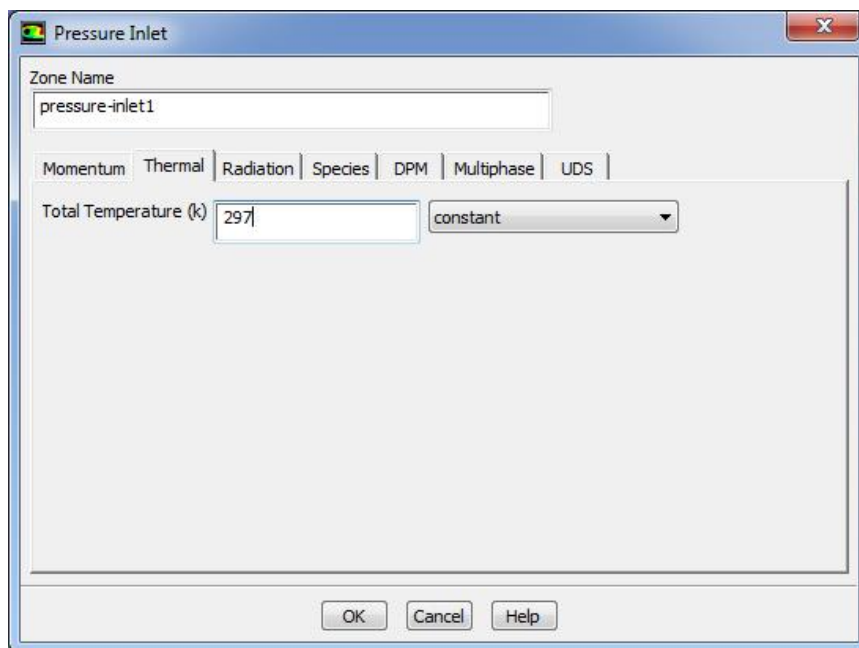 Pressure Inlet
Zone Name
pressure-inlet1
Momentum Thermal Radiation Species DPM Multiphase UDS
Total Temperature (k) 297 constant
OK Cancel Help